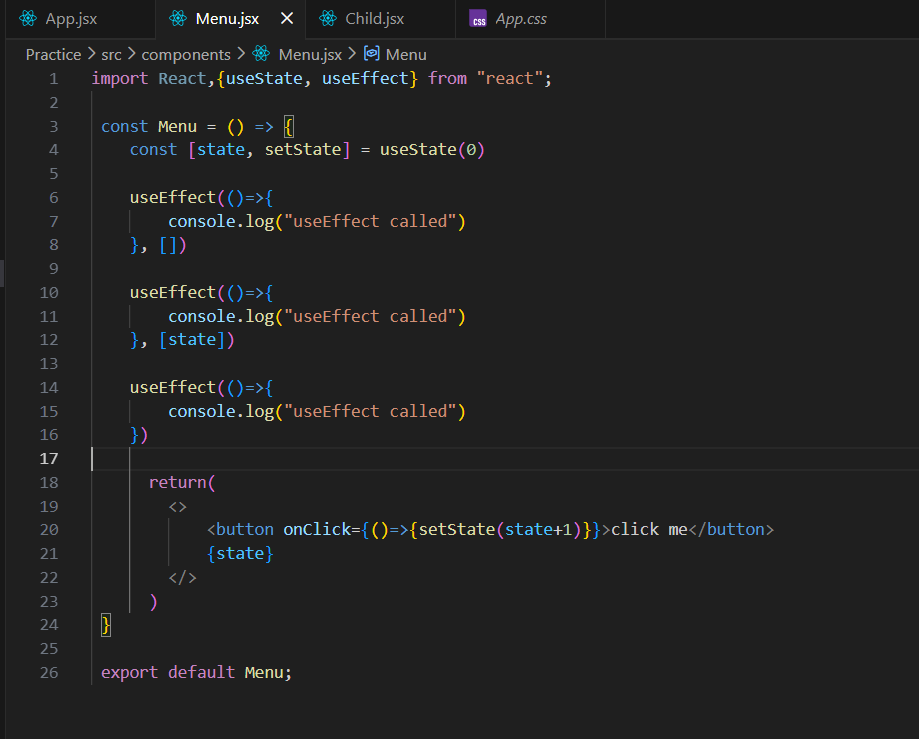 App.jsx Menu.jsx Child.jsx css App.css
Practice > src > components > Menu.jsx > Menu
1 import React,{useState, useEffect} from "react";
2
3 const Menu = () => {
4 const [state, setState] = useState(0)
5
6 useEffect(()=>{
7 console.log("useEffect called")
8 }, [])
9
10 useEffect(()=>{
11 console.log("useEffect called")
12 }, [state])
13
14 useEffect(()=>{
15 console.log("useEffect called")
16 })
17
18 return(
19 <>
20 <button onClick={()=>{setState(state+1)}}>click me</button>
21 {state}
22 </>
23 )
24 }
25
26 export default Menu;